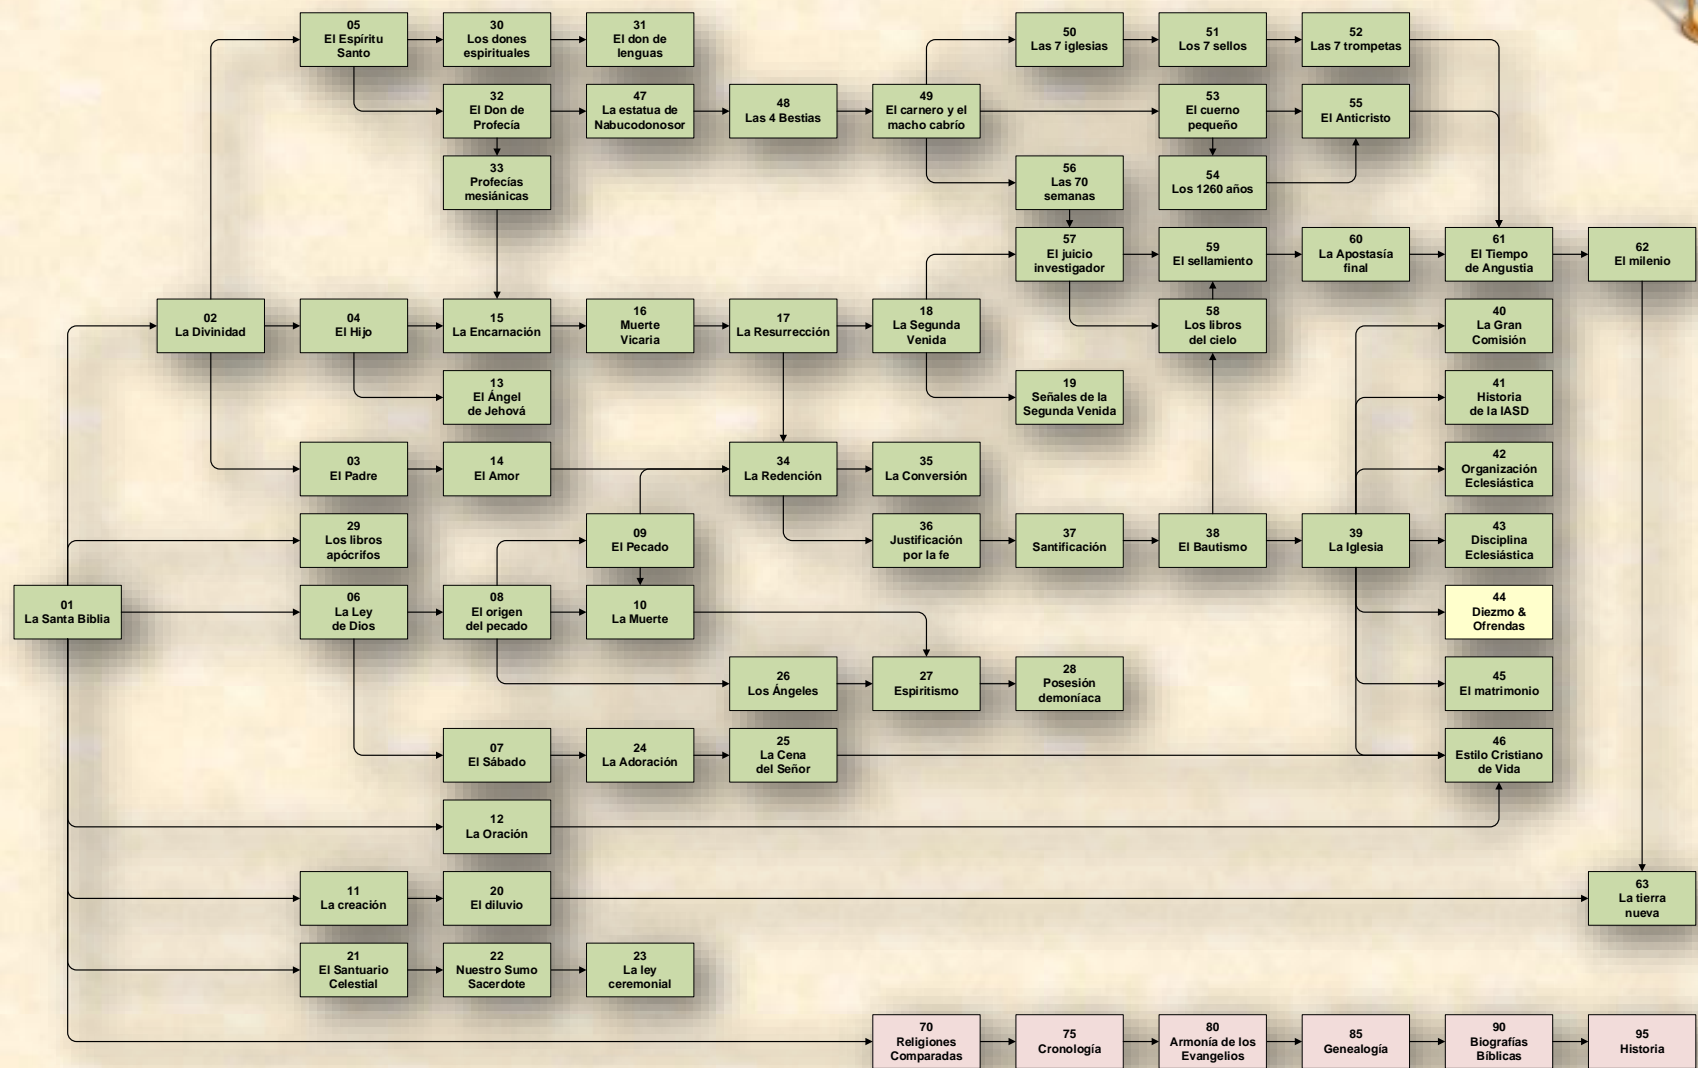 05
El Espíritu
Santo
30
Los dones
espirituales
31
El don de
lenguas
50
Las 7 iglesias
51
Los 7 sellos
52
Las 7 trompetas
32
El Don de
Profecía
47
La estatua de
Nabucodonosor
48
Las 4 Bestias
49
El carnero y el
macho cabrío
53
El cuerno
pequeño
55
El Anticristo
33
Profecías
mesiánicas
56
Las 70
semanas
54
Los 1260 años
57
El juicio
investigador
59
El sellamiento
60
La Apostasía
final
61
El Tiempo
de Angustia
62
El milenio
02
La Divinidad
04
El Hijo
15
La Encarnación
16
Muerte
Vicaria
17
La Resurrección
18
La Segunda
Venida
58
Los libros
del cielo
40
La Gran
Comisión
13
El Ángel
de Jehová
19
Señales de la
Segunda Venida
41
Historia
de la IASD
03
El Padre
14
El Amor
34
La Redención
35
La Conversión
42
Organización
Eclesiástica
29
Los libros
apócrifos
09
El Pecado
36
Justificación
por la fe
37
Santificación
38
El Bautismo
39
La Iglesia
43
Disciplina
Eclesiástica
01
La Santa Biblia
06
La Ley
de Dios
08
El origen
del pecado
10
La Muerte
44
Diezmo &
Ofrendas
26
Los Ángeles
27
Espiritismo
28
Posesión
demoníaca
45
El matrimonio
07
El Sábado
24
La Adoración
25
La Cena
del Señor
46
Estilo Cristiano
de Vida
12
La Oración
11
La creación
20
El diluvio
63
La tierra
nueva
21
El Santuario
Celestial
22
Nuestro Sumo
Sacerdote
23
La ley
ceremonial
70
Religiones
Comparadas
75
Cronología
80
Armonía de los
Evangelios
85
Genealogía
90
Biografías
Bíblicas
95
Historia